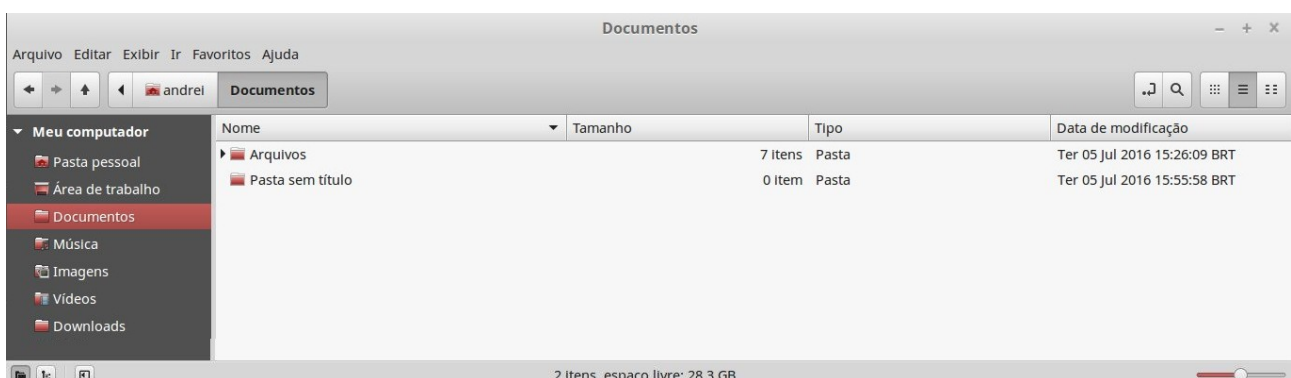 Documentos
Arquivo Editar Exibir Ir Favoritos Ajuda
andrei Documentos
Meu computador
Nome Tamanho Tipo Data de modificação
Pasta pessoal
Arquivos 7 itens Pasta Ter 05 Jul 2016 15:26:09 BRT
Área de trabalho
Pasta sem título 0 item Pasta Ter 05 Jul 2016 15:55:58 BRT
Documentos
Música
Imagens
Vídeos
Downloads
2 itens, espaço livre: 28,3 GB